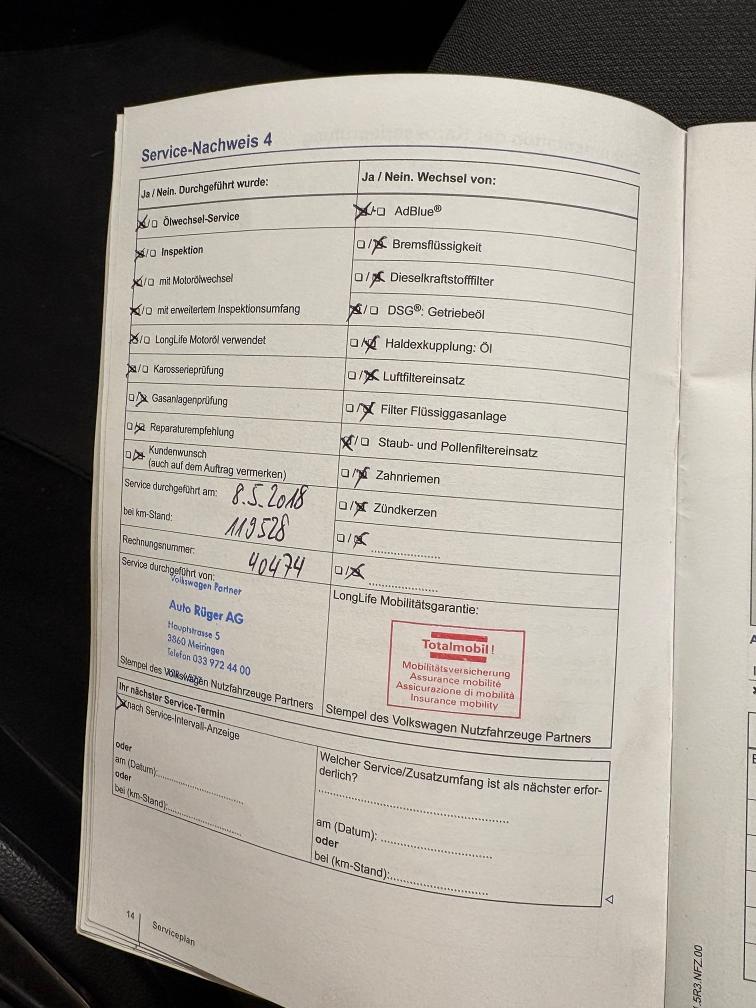 Service-Nachweis 4
Ja / Nein. Durchgeführt wurde:
Ölwechsel-Service
Inspektion
mit Motorölwechsel
mit erweitertem Inspektionsumfang
LongLife Motoröl verwendet
Karosserieprüfung
Gasanlagenprüfung
Reparaturempfehlung
Kundenwunsch
(auch auf dem Auftrag vermerken)
Service durchgeführt am: 8.5.2018
bei km-Stand: 119528
Rechnungsnummer: 40474
Service durchgeführt von:
Volkswagen Partner
Auto Rüger AG
Hauptstrasse 5
3860 Meiringen
Telefon 033 972 44 00
Stempel des Volkswagen Nutzfahrzeuge Partners
Ja / Nein. Wechsel von:
AdBlue®
Bremsflüssigkeit
Dieselkraftstofffilter
DSG®: Getriebeöl
Haldexkupplung: Öl
Luftfiltereinsatz
Filter Flüssiggasanlage
Staub- und Pollenfiltereinsatz
Zahnriemen
Zündkerzen
LongLife Mobilitätsgarantie:
Totalmobil!
Mobilitätsversicherung
Assurance mobilité
Assicurazione di mobilità
Insurance mobility
Stempel des Volkswagen Nutzfahrzeuge Partners
Ihr nächster Service-Termin
nach Service-Intervall-Anzeige
oder
am (Datum):
oder
bei (km-Stand):
Welcher Service/Zusatzumfang ist als nächster erfor-
derlich?
am (Datum):
oder
bei (km-Stand):
14
Serviceplan
.5R3.NFZ.00